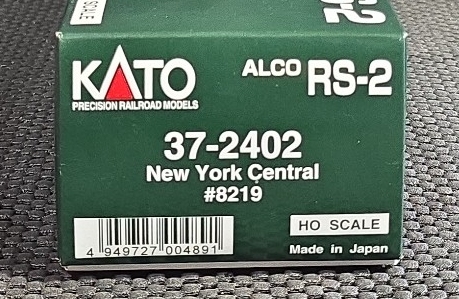 SCALE
KATO
PRECISION RAILROAD MODELS
ALCO RS-2
37-2402
New York Central
#8219
4 949727 004891
HO SCALE
Made in Japan